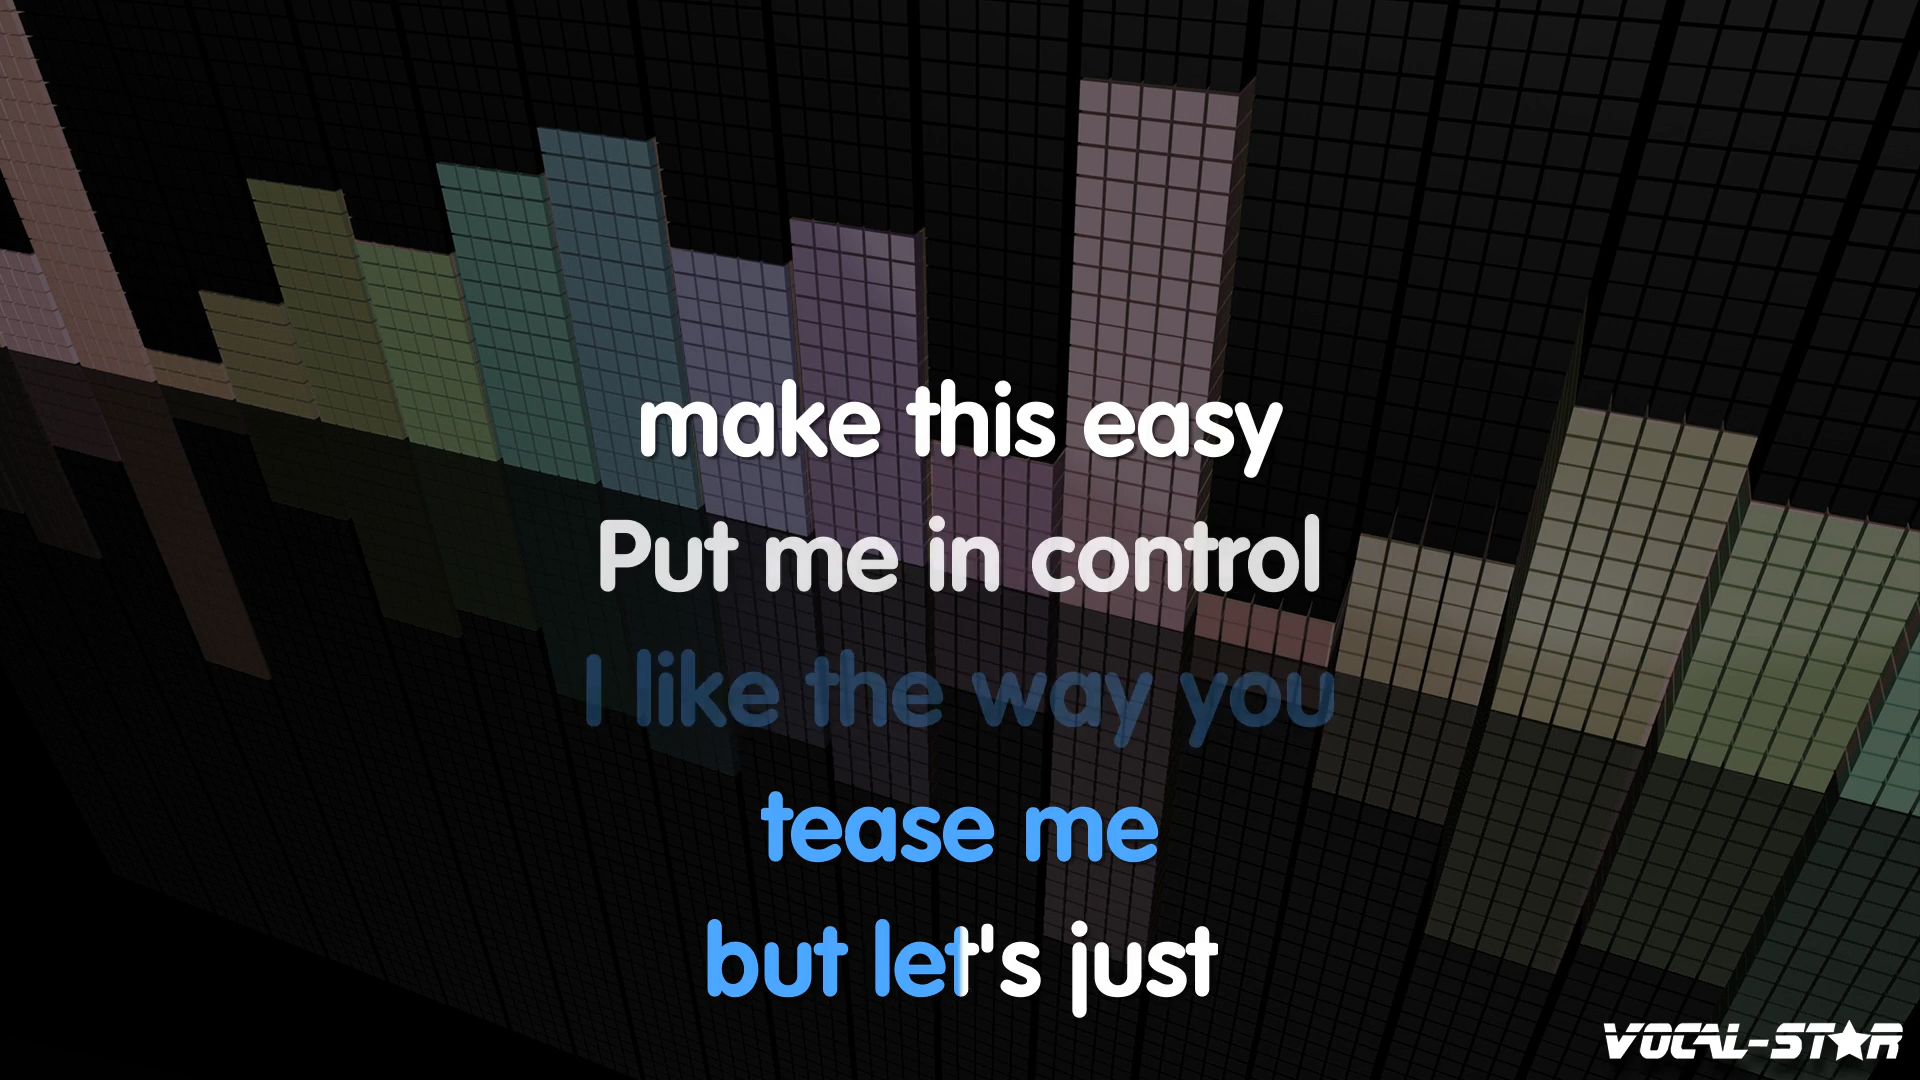 make this easy
Put me in control
I like the way you
tease me
but let's just
VOCAL-STAR